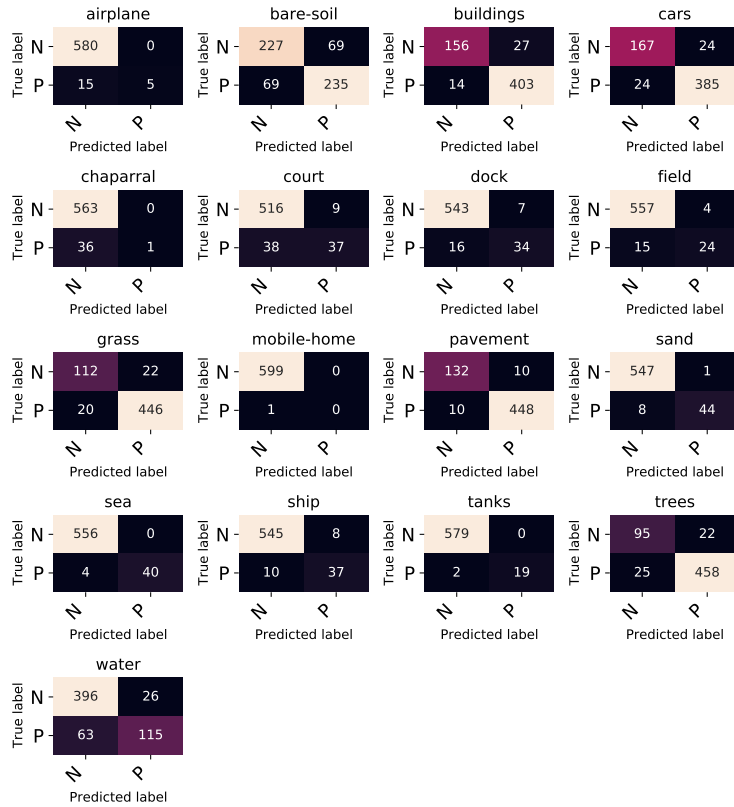 airplane
bare-soil
buildings
cars
True label
N
580
0
P
15
5
N
P
Predicted label
True label
N
227
69
P
69
235
N
P
Predicted label
True label
N
156
27
P
14
403
N
P
Predicted label
True label
N
167
24
P
24
385
N
P
Predicted label
chaparral
court
dock
field
True label
N
563
0
P
36
1
N
P
Predicted label
True label
N
516
9
P
38
37
N
P
Predicted label
True label
N
543
7
P
16
34
N
P
Predicted label
True label
N
557
4
P
15
24
N
P
Predicted label
grass
mobile-home
pavement
sand
True label
N
112
22
P
20
446
N
P
Predicted label
True label
N
599
0
P
1
0
N
P
Predicted label
True label
N
132
10
P
10
448
N
P
Predicted label
True label
N
547
1
P
8
44
N
P
Predicted label
sea
ship
tanks
trees
True label
N
556
0
P
4
40
N
P
Predicted label
True label
N
545
8
P
10
37
N
P
Predicted label
True label
N
579
0
P
2
19
N
P
Predicted label
True label
N
95
22
P
25
458
N
P
Predicted label
water
True label
N
396
26
P
63
115
N
P
Predicted label